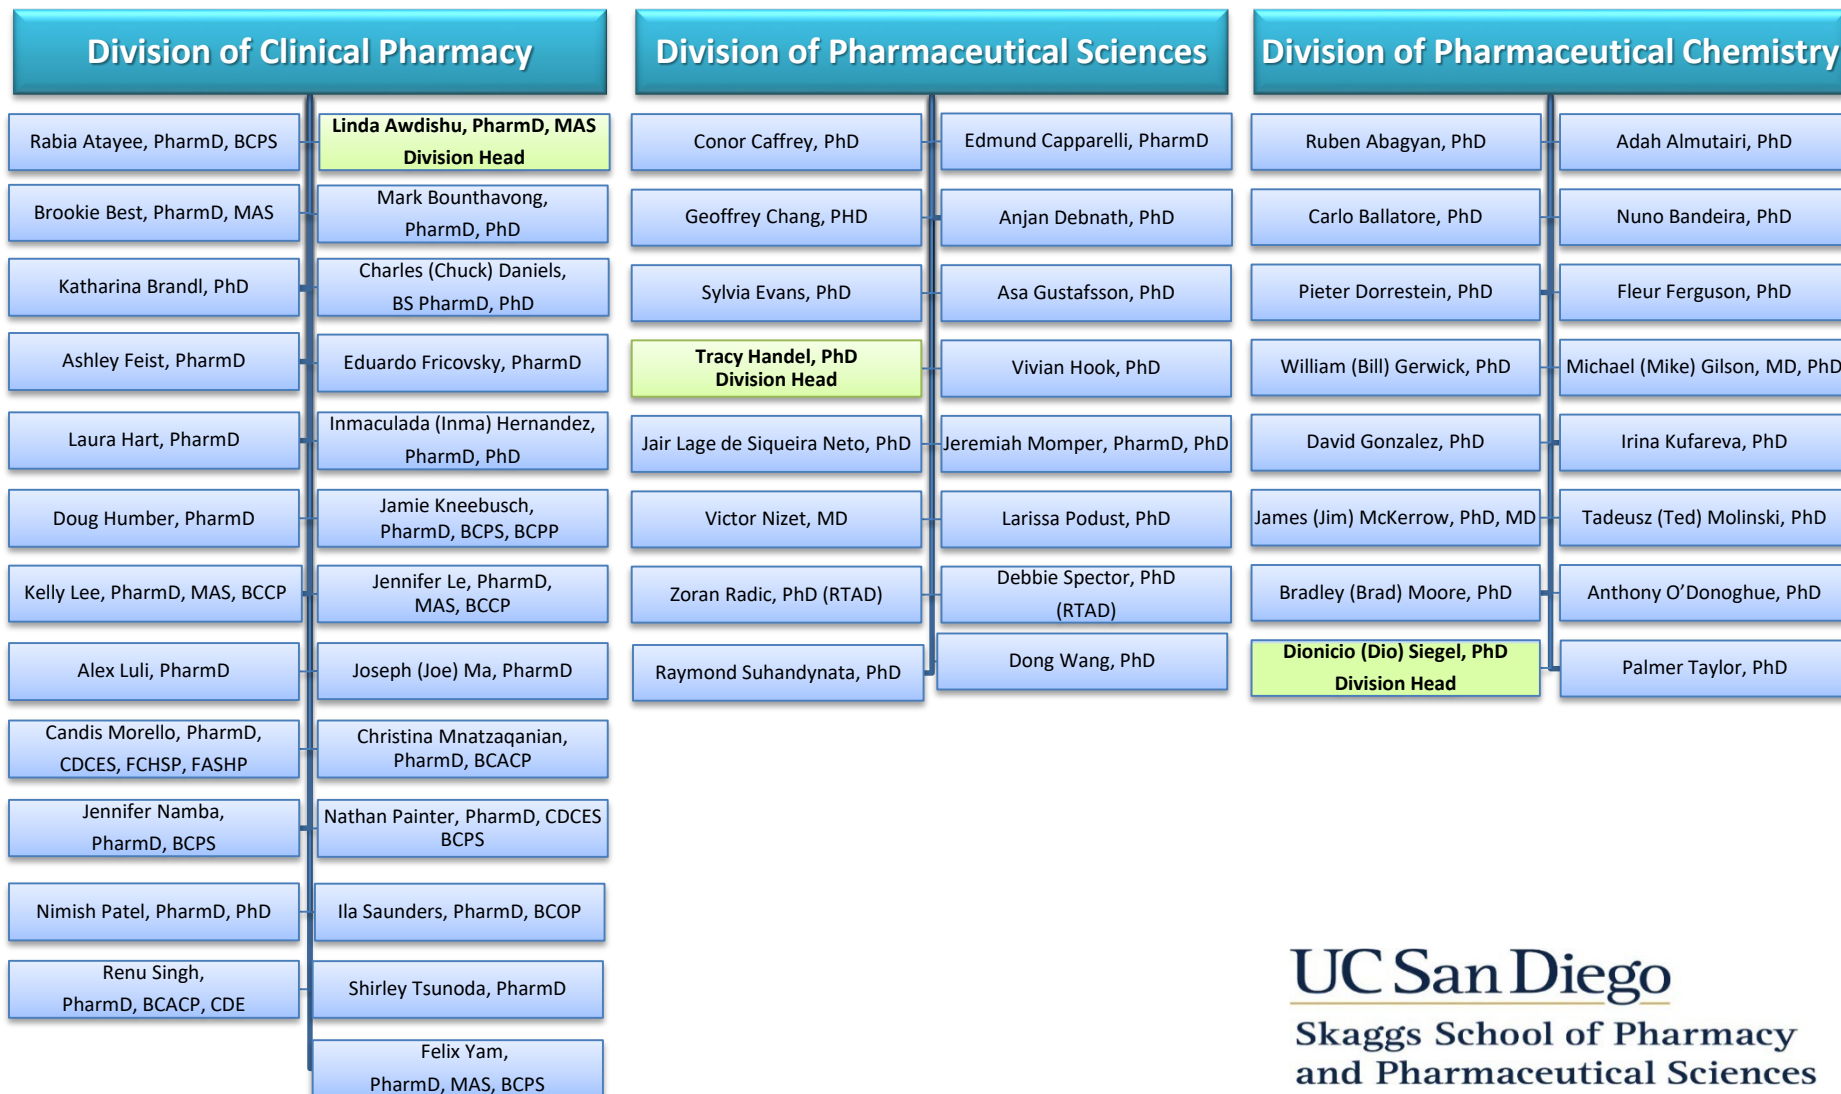 Division of Clinical Pharmacy
Rabia Atayee, PharmD, BCPS
Linda Awdishu, PharmD, MAS
Division Head
Brookie Best, PharmD, MAS
Mark Bounthavong,
PharmD, PhD
Katharina Brandl, PhD
Charles (Chuck) Daniels,
BS PharmD, PhD
Ashley Feist, PharmD
Eduardo Fricovsky, PharmD
Laura Hart, PharmD
Inmaculada (Inma) Hernandez,
PharmD, PhD
Doug Humber, PharmD
Jamie Kneebusch,
PharmD, BCPS, BCPP
Kelly Lee, PharmD, MAS, BCCP
Jennifer Le, PharmD,
MAS, BCCP
Alex Luli, PharmD
Joseph (Joe) Ma, PharmD
Candis Morello, PharmD,
CDCES, FCHSP, FASHP
Christina Mnatzaqanian,
PharmD, BCACP
Jennifer Namba,
PharmD, BCPS
Nathan Painter, PharmD, CDCES
BCPS
Nimish Patel, PharmD, PhD
Ila Saunders, PharmD, BCOP
Renu Singh,
PharmD, BCACP, CDE
Shirley Tsunoda, PharmD
Felix Yam,
PharmD, MAS, BCPS
Division of Pharmaceutical Sciences
Conor Caffrey, PhD
Edmund Capparelli, PharmD
Geoffrey Chang, PHD
Anjan Debnath, PhD
Sylvia Evans, PhD
Asa Gustafsson, PhD
Tracy Handel, PhD
Division Head
Vivian Hook, PhD
Jair Lage de Siqueira Neto, PhD
Jeremiah Momper, PharmD, PhD
Victor Nizet, MD
Larissa Podust, PhD
Zoran Radic, PhD (RTAD)
Debbie Spector, PhD
(RTAD)
Raymond Suhandynata, PhD
Dong Wang, PhD
Division of Pharmaceutical Chemistry
Ruben Abagyan, PhD
Adah Almutairi, PhD
Carlo Ballatore, PhD
Nuno Bandeira, PhD
Pieter Dorrestein, PhD
Fleur Ferguson, PhD
William (Bill) Gerwick, PhD
Michael (Mike) Gilson, MD, PhD
David Gonzalez, PhD
Irina Kufareva, PhD
James (Jim) McKerrow, PhD, MD
Tadeusz (Ted) Molinski, PhD
Bradley (Brad) Moore, PhD
Anthony O’Donoghue, PhD
Dionicio (Dio) Siegel, PhD
Division Head
Palmer Taylor, PhD
UC San Diego
Skaggs School of Pharmacy
and Pharmaceutical Sciences